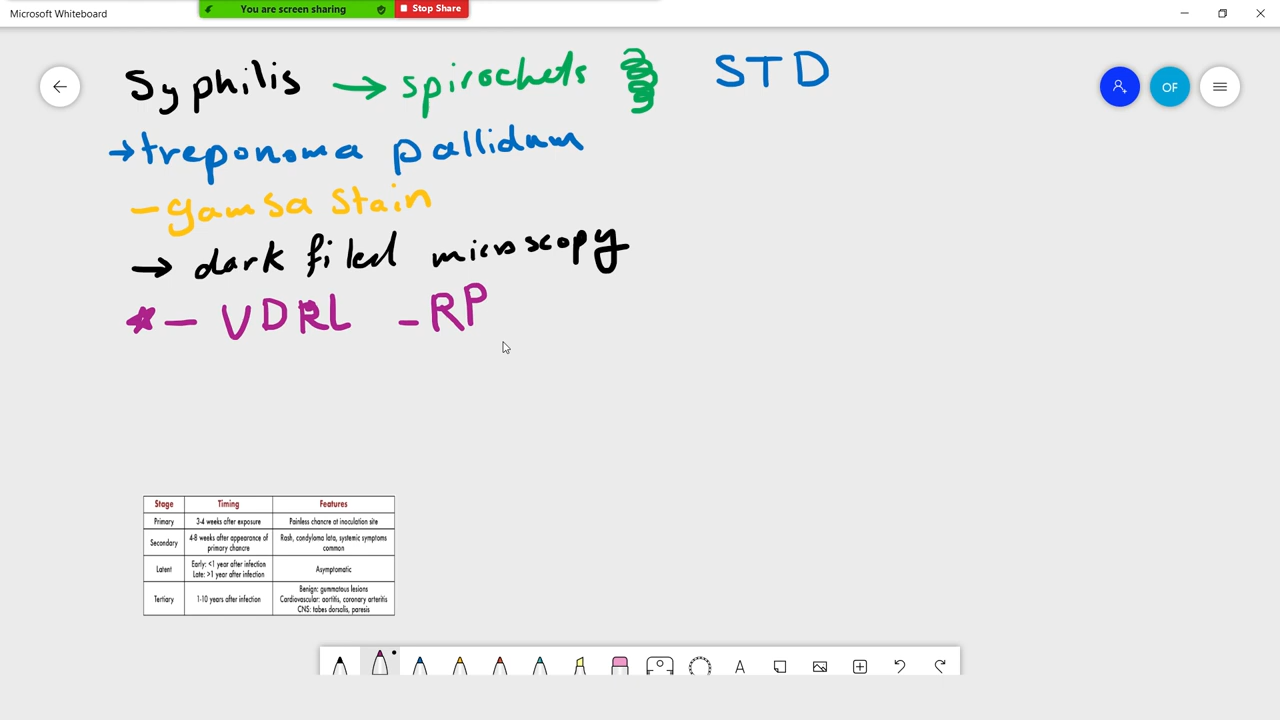 Microsoft Whiteboard
You are screen sharing
Stop Share
OF
Syphilis → spirochets STD
→ treponoma pallidum
- gamsa stain
→ dark filed microscopy
* - VDRL - RP
Stage Timing Features
Primary 3-4 weeks after exposure Painless chancre at inoculation site
Secondary 4-8 weeks after appearance of primary chancre Rash, condyloma lata, systemic symptoms common
Latent Early: <1 year after infection Late: >1 year after infection Asymptomatic
Tertiary 1-10 years after infection Benign: gummatous lesions Cardiovascular: aortitis, coronary arteritis CNS: tabes dorsalis, paresis
A